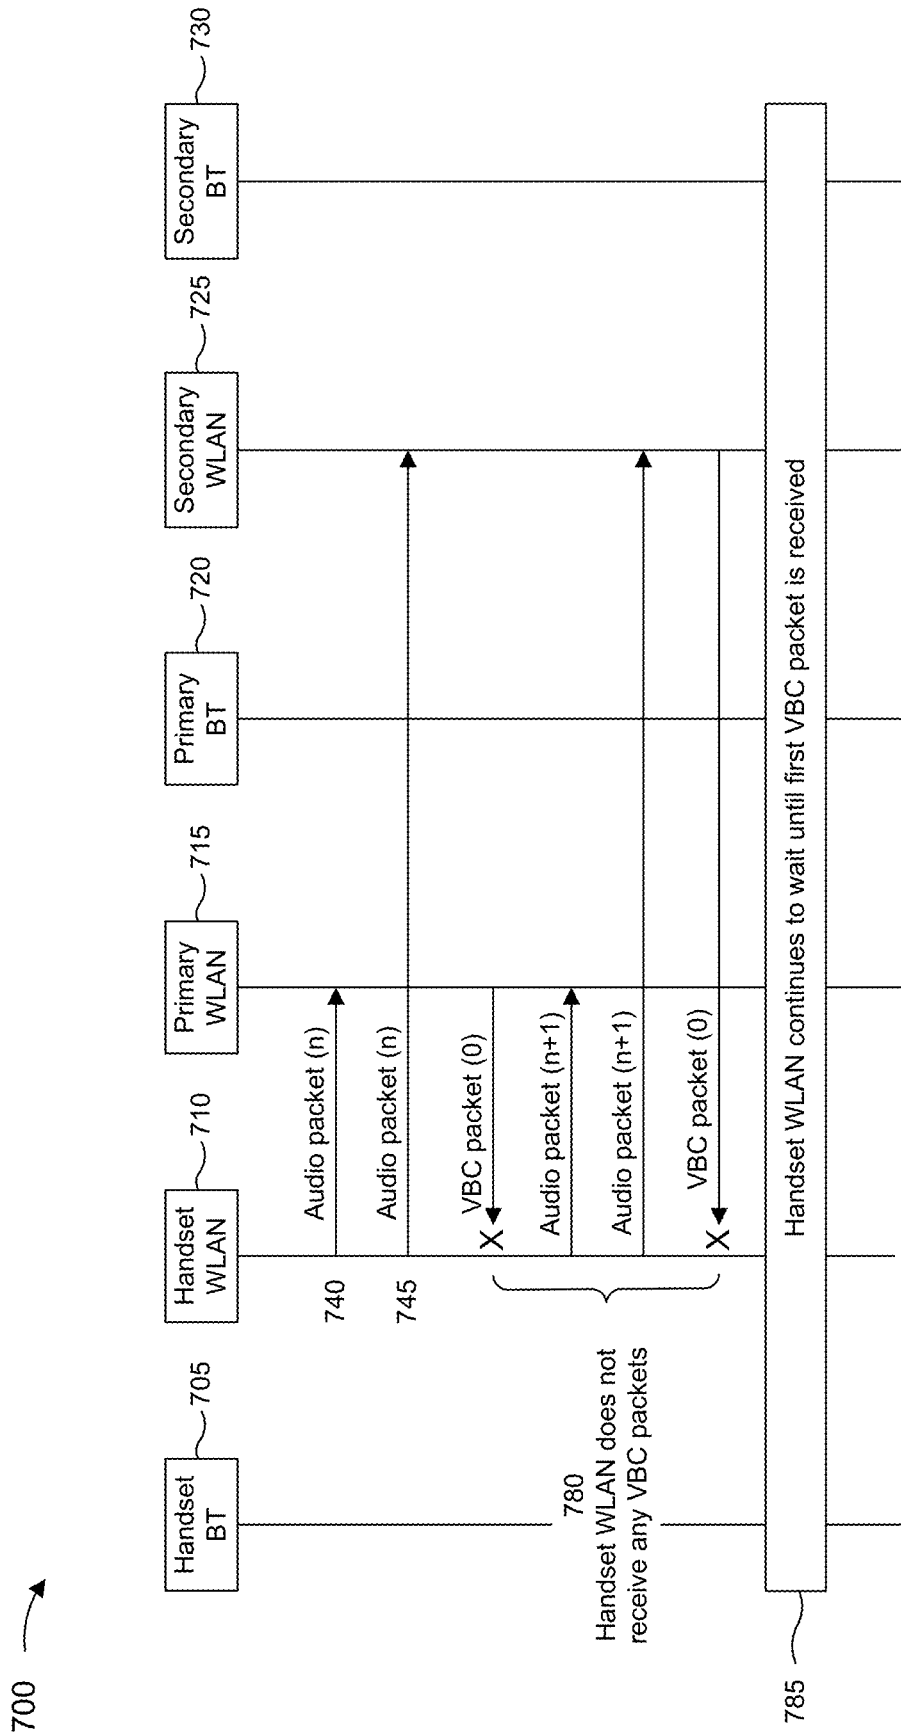 700
Handset
BT
705
Handset
WLAN
710
Primary
WLAN
715
Primary
BT
720
Secondary
WLAN
725
Secondary
BT
730
740
Audio packet (n)
745
Audio packet (n)
VBC packet (0)
X
Audio packet (n+1)
Audio packet (n+1)
VBC packet (0)
X
780
Handset WLAN does not
receive any VBC packets
785
Handset WLAN continues to wait until first VBC packet is received